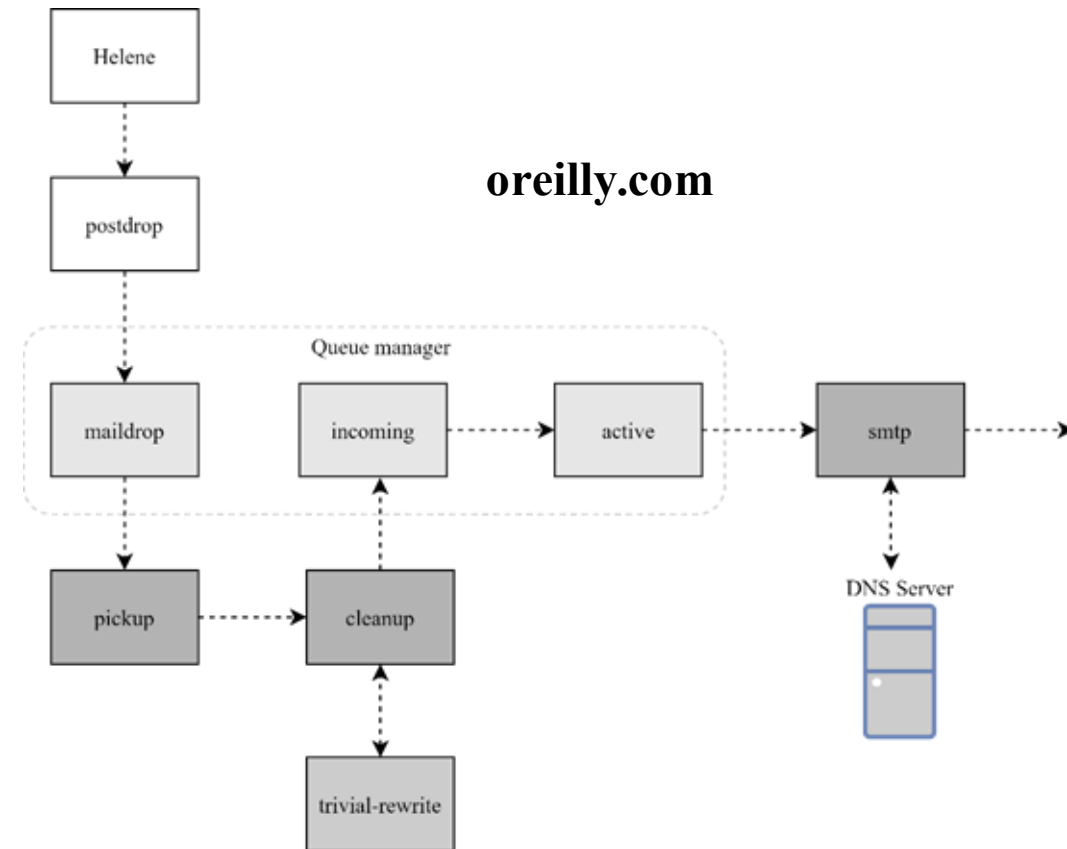 Helene
oreilly.com
postdrop
Queue manager
maildrop
incoming
active
smtp
DNS Server
pickup
cleanup
trivial-rewrite